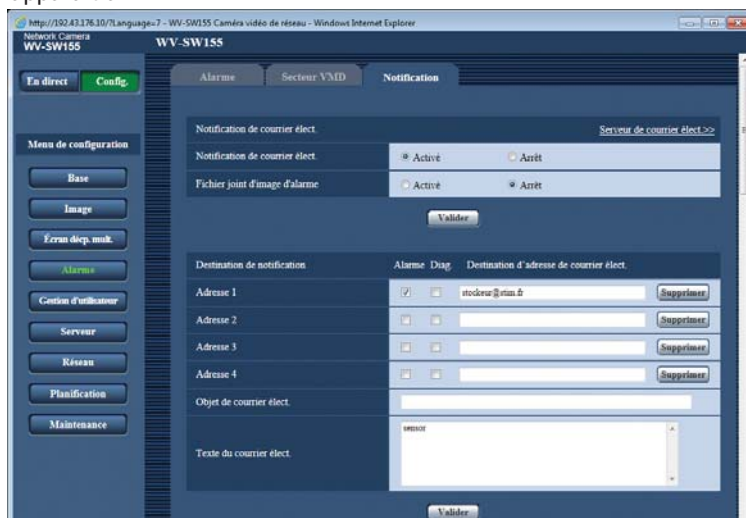 http://192.43.176.10/?Language=7 - WV-SW155 Caméra vidéo de réseau - Windows Internet Explorer
Network Camera
WV-SW155
WV-SW155
En direct
Config.
Alarme
Secteur VMD
Notification
Menu de configuration
Base
Image
Écran décp. mult.
Alarme
Gestion d'utilisateur
Serveur
Réseau
Planification
Maintenance
Notification de courrier élect.
Serveur de courrier élect.>>
Notification de courrier élect.
Activé
Arrêt
Fichier joint d'image d'alarme
Activé
Arrêt
Valider
Destination de notification
Alarme
Diag.
Destination d'adresse de courrier élect.
Adresse 1
stockeur@stim.fr
Supprimer
Adresse 2
Supprimer
Adresse 3
Supprimer
Adresse 4
Supprimer
Objet de courrier élect.
Texte du courrier élect.
sensor
Valider